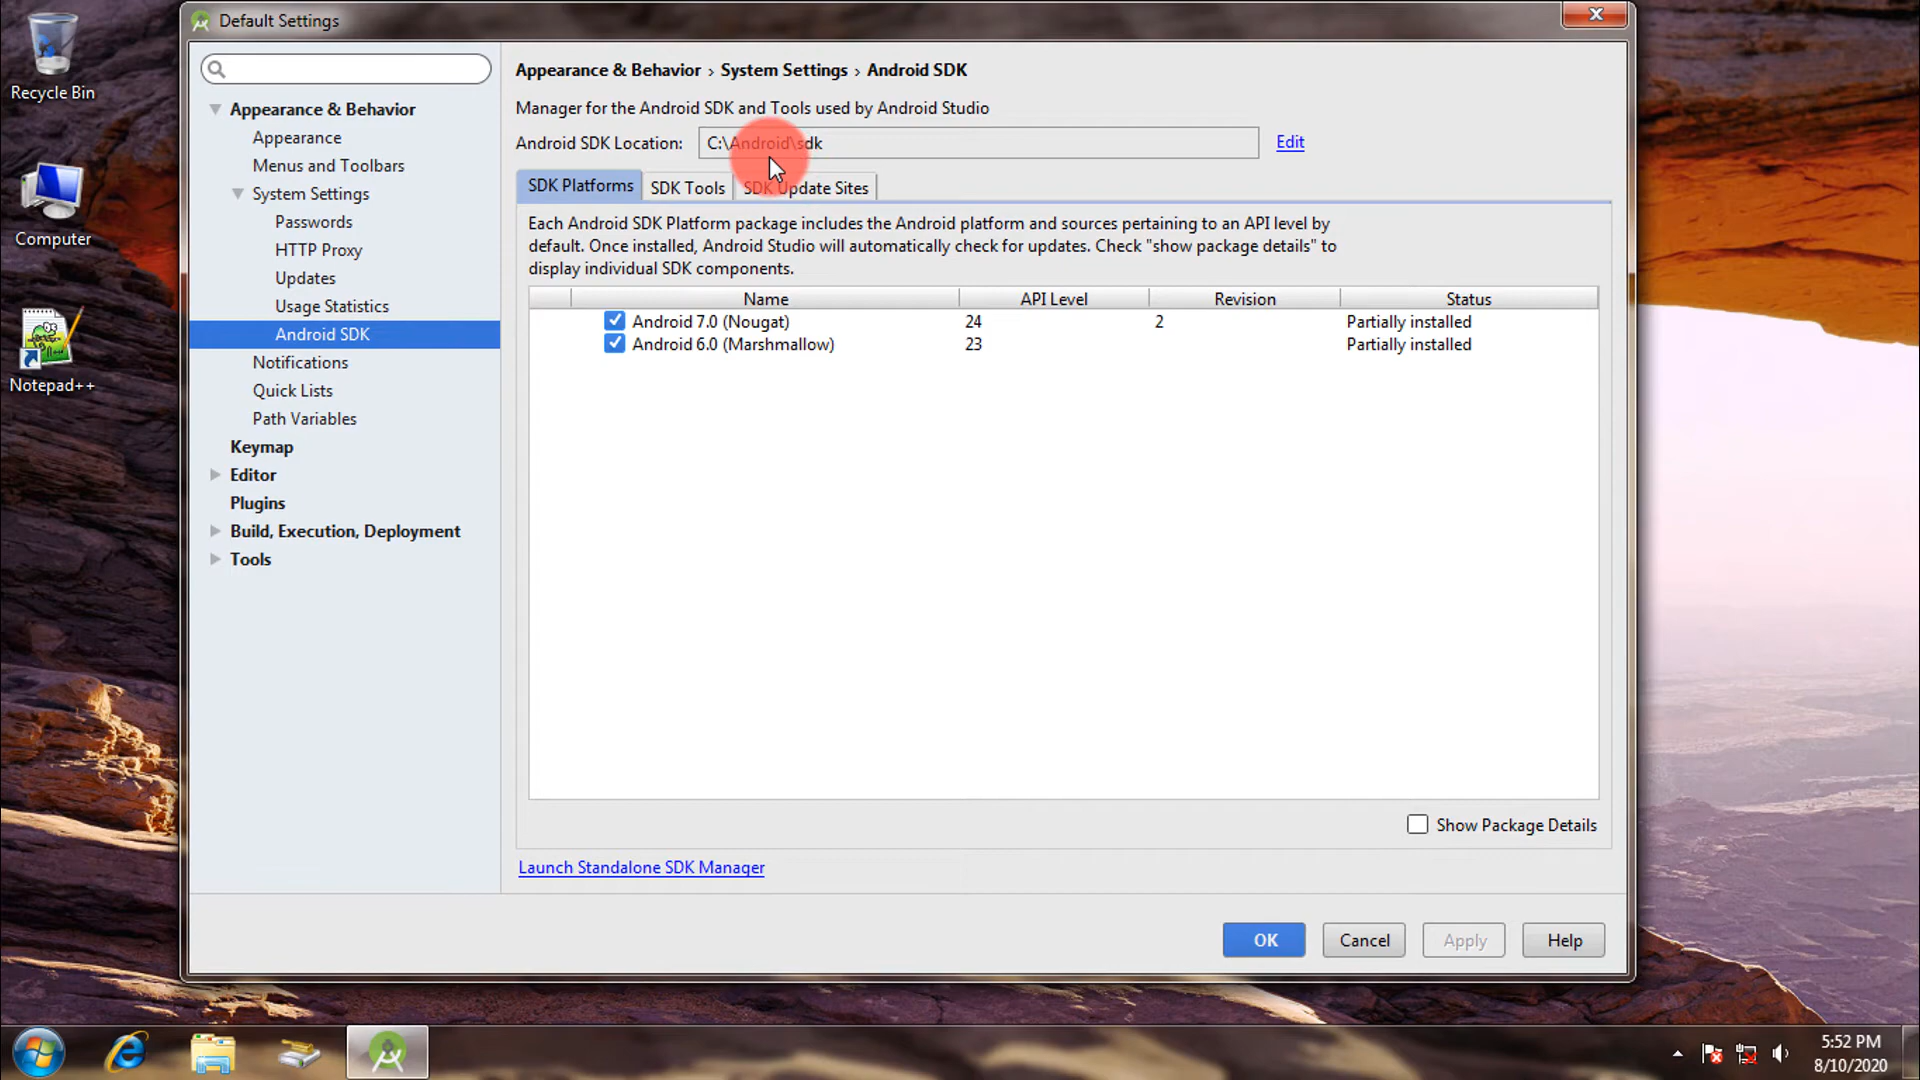 Default Settings
Recycle Bin
Computer
Notepad++
Appearance & Behavior
Appearance
Menus and Toolbars
System Settings
Passwords
HTTP Proxy
Updates
Usage Statistics
Android SDK
Notifications
Quick Lists
Path Variables
Keymap
Editor
Plugins
Build, Execution, Deployment
Tools
Appearance & Behavior › System Settings › Android SDK
Manager for the Android SDK and Tools used by Android Studio
Android SDK Location: C:\Android\sdk Edit
SDK Platforms SDK Tools SDK Update Sites
Each Android SDK Platform package includes the Android platform and sources pertaining to an API level by
default. Once installed, Android Studio will automatically check for updates. Check "show package details" to
display individual SDK components.
Name API Level Revision Status
Android 7.0 (Nougat) 24 2 Partially installed
Android 6.0 (Marshmallow) 23 Partially installed
Show Package Details
Launch Standalone SDK Manager
OK Cancel Apply Help
5:52 PM
8/10/2020